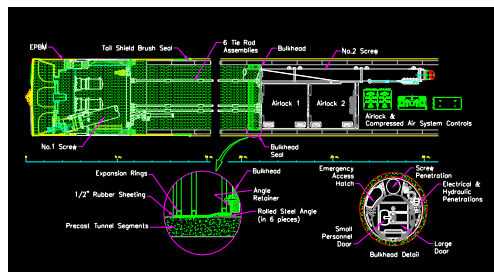 EPBM
Tail Shield Brush Seal
6 Tie Rod
Assemblies
Bulkhead
No.2 Screw
Airlock 1
Airlock 2
Airlock &
Compressed Air System Controls
No.1 Screw
Bulkhead
Seal
Expansion Rings
1/2" Rubber Sheeting
Precast Tunnel Segments
Bulkhead
Angle
Retainer
Rolled Steel Angle
(in 6 pieces)
Emergency
Access
Hatch
Screw
Penetration
Electrical &
Hydraulic
Penetrations
Small
Personnel
Door
Large
Door
Bulkhead Detail